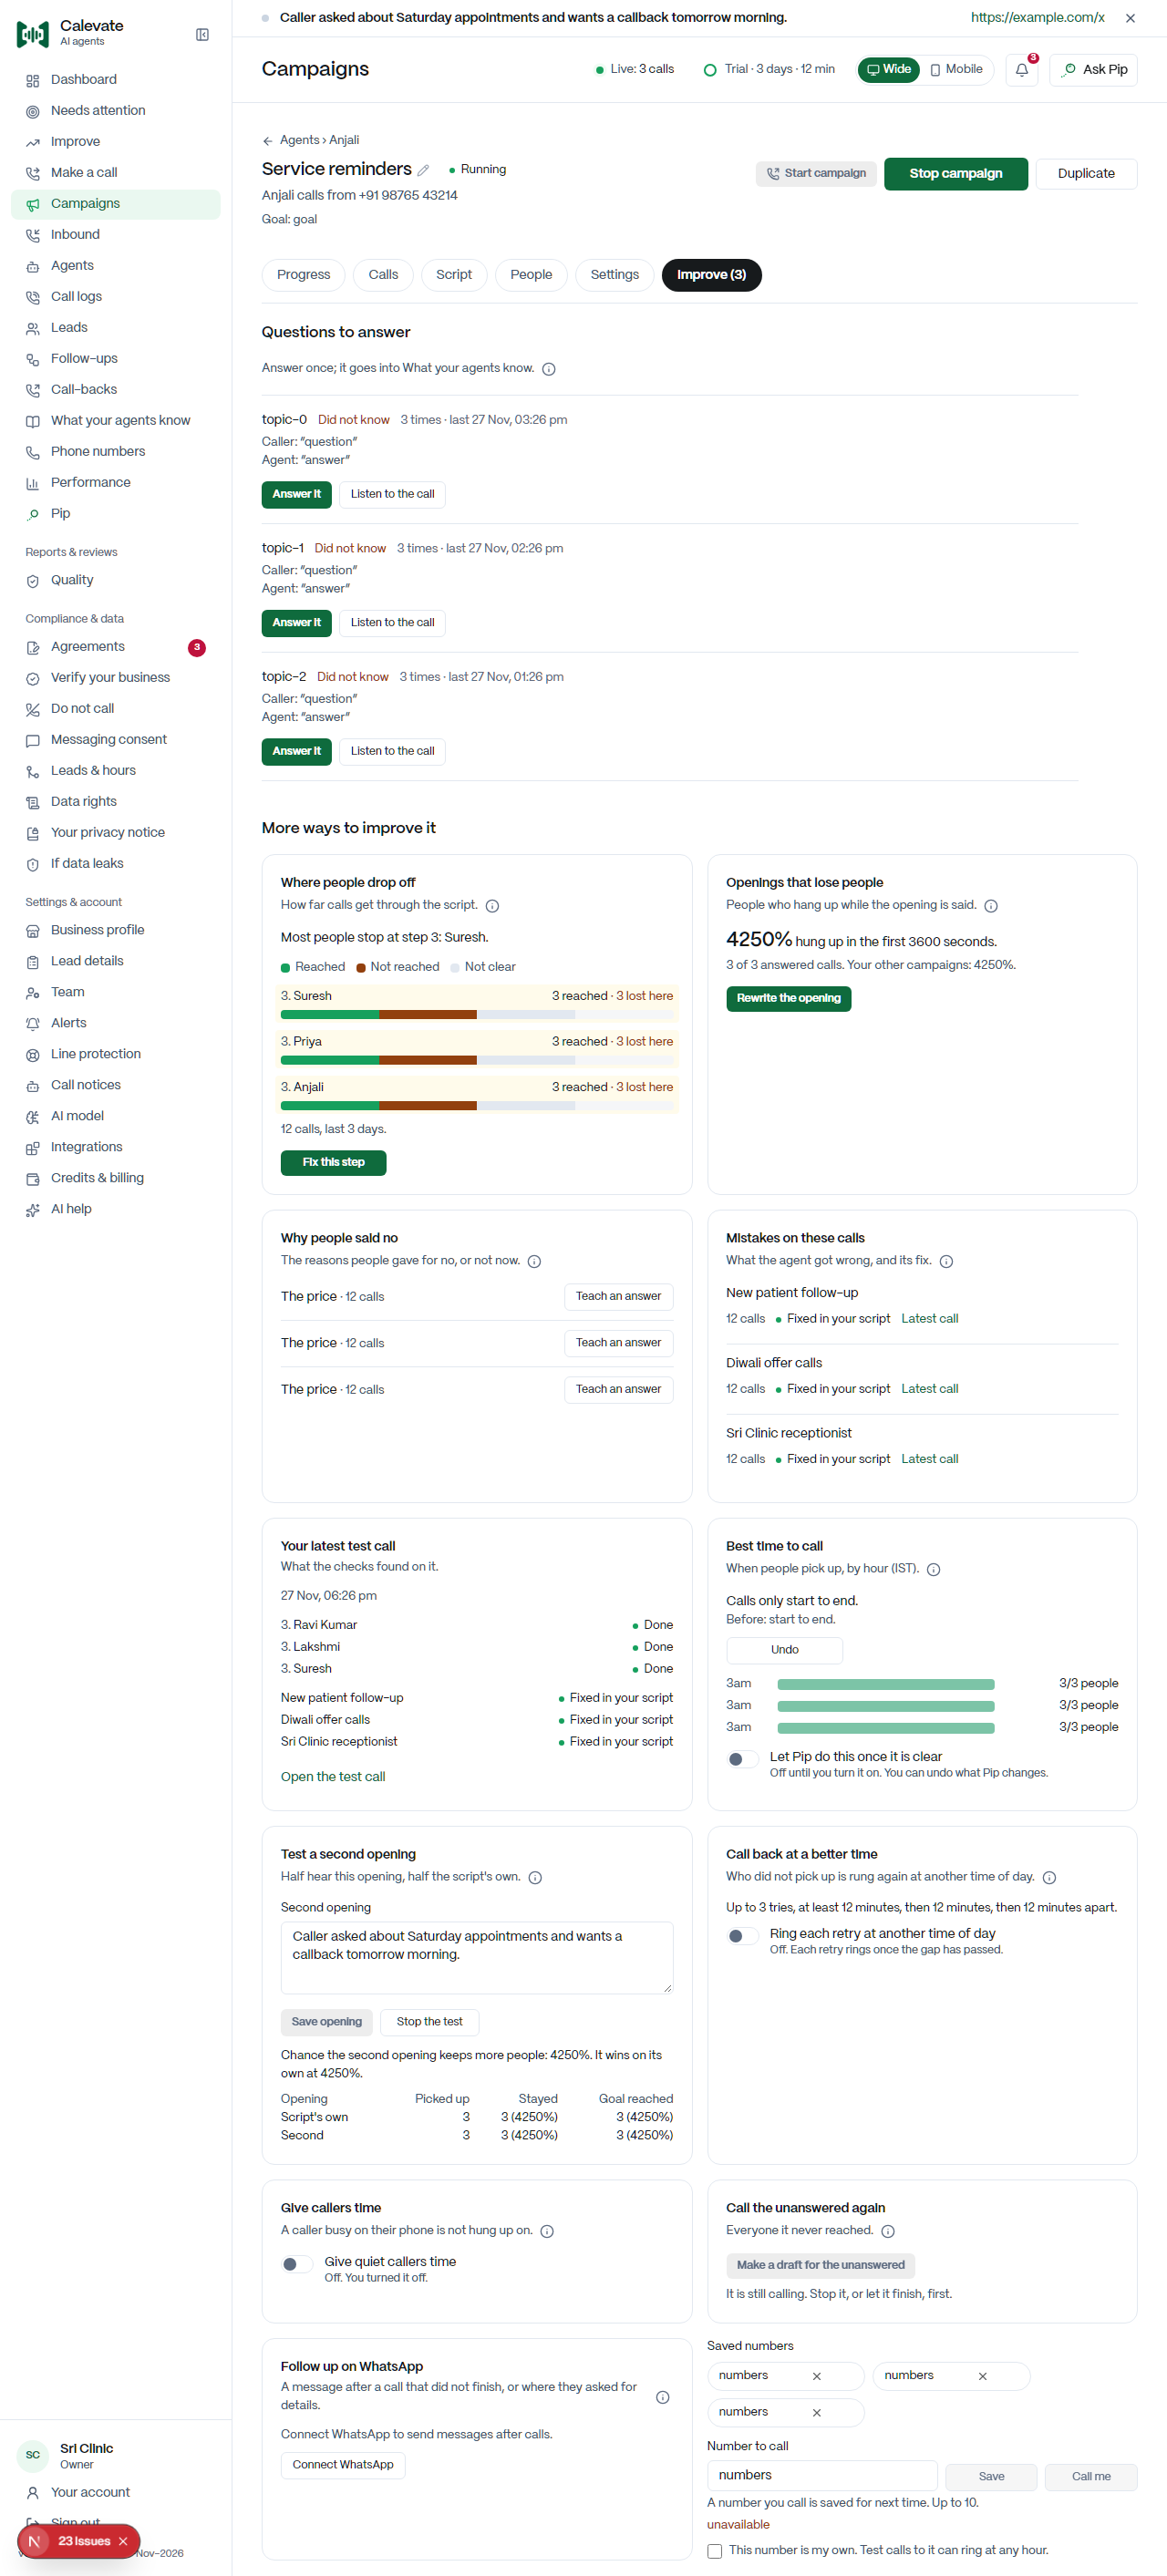 Caller asked about Saturday appointments and wants a callback tomorrow morning.
https://example.com/x
Calevate
AI agents
Dashboard
Needs attention
Improve
Make a call
Campaigns
Inbound
Agents
Call logs
Leads
Follow-ups
Call-backs
What your agents know
Phone numbers
Performance
Pip
Reports & reviews
Quality
Compliance & data
Agreements
3
Verify your business
Do not call
Messaging consent
Leads & hours
Data rights
Your privacy notice
If data leaks
Settings & account
Business profile
Lead details
Team
Alerts
Line protection
Call notices
AI model
Integrations
Credits & billing
AI help
SC
Sri Clinic
Owner
Your account
Sign out
23 Issues
Nov-2026
Campaigns
Live: 3 calls
Trial · 3 days · 12 min
Wide
Mobile
3
Ask Pip
Agents › Anjali
Service reminders
Running
Start campaign
Stop campaign
Duplicate
Anjali calls from +91 98765 43214
Goal: goal
Progress
Calls
Script
People
Settings
Improve (3)
Questions to answer
Answer once; it goes into What your agents know.
topic-0 Did not know 3 times · last 27 Nov, 03:26 pm
Caller: “question”
Agent: “answer”
Answer it
Listen to the call
topic-1 Did not know 3 times · last 27 Nov, 02:26 pm
Caller: “question”
Agent: “answer”
Answer it
Listen to the call
topic-2 Did not know 3 times · last 27 Nov, 01:26 pm
Caller: “question”
Agent: “answer”
Answer it
Listen to the call
More ways to improve it
Where people drop off
How far calls get through the script.
Most people stop at step 3: Suresh.
Reached
Not reached
Not clear
3. Suresh 3 reached · 3 lost here
3. Priya 3 reached · 3 lost here
3. Anjali 3 reached · 3 lost here
12 calls, last 3 days.
Fix this step
Openings that lose people
People who hang up while the opening is said.
4250% hung up in the first 3600 seconds.
3 of 3 answered calls. Your other campaigns: 4250%.
Rewrite the opening
Why people said no
The reasons people gave for no, or not now.
The price · 12 calls Teach an answer
The price · 12 calls Teach an answer
The price · 12 calls Teach an answer
Mistakes on these calls
What the agent got wrong, and its fix.
New patient follow-up
12 calls Fixed in your script Latest call
Diwali offer calls
12 calls Fixed in your script Latest call
Sri Clinic receptionist
12 calls Fixed in your script Latest call
Your latest test call
What the checks found on it.
27 Nov, 06:26 pm
3. Ravi Kumar Done
3. Lakshmi Done
3. Suresh Done
New patient follow-up Fixed in your script
Diwali offer calls Fixed in your script
Sri Clinic receptionist Fixed in your script
Open the test call
Best time to call
When people pick up, by hour (IST).
Calls only start to end.
Before: start to end.
Undo
3am 3/3 people
3am 3/3 people
3am 3/3 people
Let Pip do this once it is clear
Off until you turn it on. You can undo what Pip changes.
Test a second opening
Half hear this opening, half the script's own.
Second opening
Caller asked about Saturday appointments and wants a
callback tomorrow morning.
Save opening
Stop the test
Chance the second opening keeps more people: 4250%. It wins on its
own at 4250%.
Opening Picked up Stayed Goal reached
Script's own 3 3 (4250%) 3 (4250%)
Second 3 3 (4250%) 3 (4250%)
Call back at a better time
Who did not pick up is rung again at another time of day.
Up to 3 tries, at least 12 minutes, then 12 minutes, then 12 minutes apart.
Ring each retry at another time of day
Off. Each retry rings once the gap has passed.
Give callers time
A caller busy on their phone is not hung up on.
Give quiet callers time
Off. You turned it off.
Call the unanswered again
Everyone it never reached.
Make a draft for the unanswered
It is still calling. Stop it, or let it finish, first.
Follow up on WhatsApp
A message after a call that did not finish, or where they asked for
details.
Connect WhatsApp to send messages after calls.
Connect WhatsApp
Saved numbers
numbers
numbers
numbers
Number to call
numbers
Save
Call me
A number you call is saved for next time. Up to 10.
unavailable
This number is my own. Test calls to it can ring at any hour.